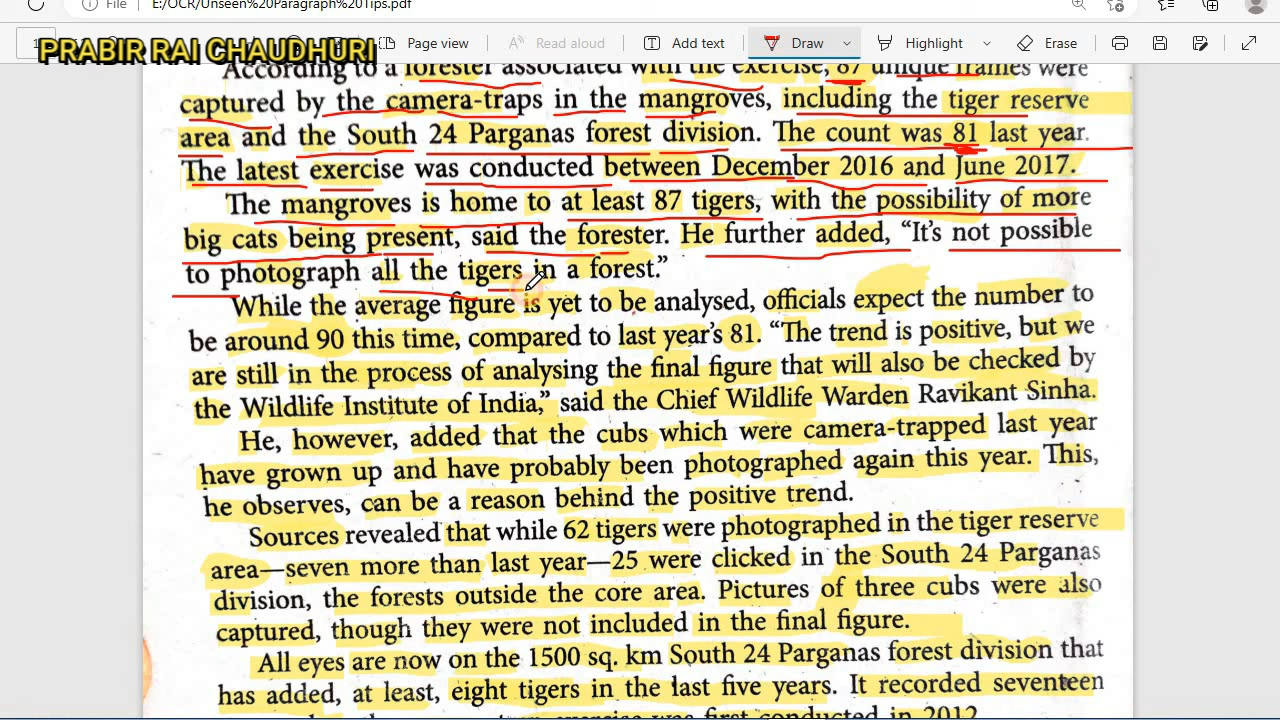 File E:/OCR/Unseen%20Paragraph%20Tips.pdf
PRABIR RAI CHAUDHURI
Page view Read aloud Add text Draw Highlight Erase
According to a forester associated with the exercise, 87 unique frames were
captured by the camera-traps in the mangroves, including the tiger reserve
area and the South 24 Parganas forest division. The count was 81 last year.
The latest exercise was conducted between December 2016 and June 2017.
The mangroves is home to at least 87 tigers, with the possibility of more
big cats being present, said the forester. He further added, “It's not possible
to photograph all the tigers in a forest.”
While the average figure is yet to be analysed, officials expect the number to
be around 90 this time, compared to last year's 81. “The trend is positive, but we
are still in the process of analysing the final figure that will also be checked by
the Wildlife Institute of India,” said the Chief Wildlife Warden Ravikant Sinha.
He, however, added that the cubs which were camera-trapped last year
have grown up and have probably been photographed again this year. This,
he observes, can be a reason behind the positive trend.
Sources revealed that while 62 tigers were photographed in the tiger reserve
area—seven more than last year—25 were clicked in the South 24 Parganas
division, the forests outside the core area. Pictures of three cubs were also
captured, though they were not included in the final figure.
All eyes are now on the 1500 sq. km South 24 Parganas forest division that
has added, at least, eight tigers in the last five years. It recorded seventeen
exercise was first conducted in 2012